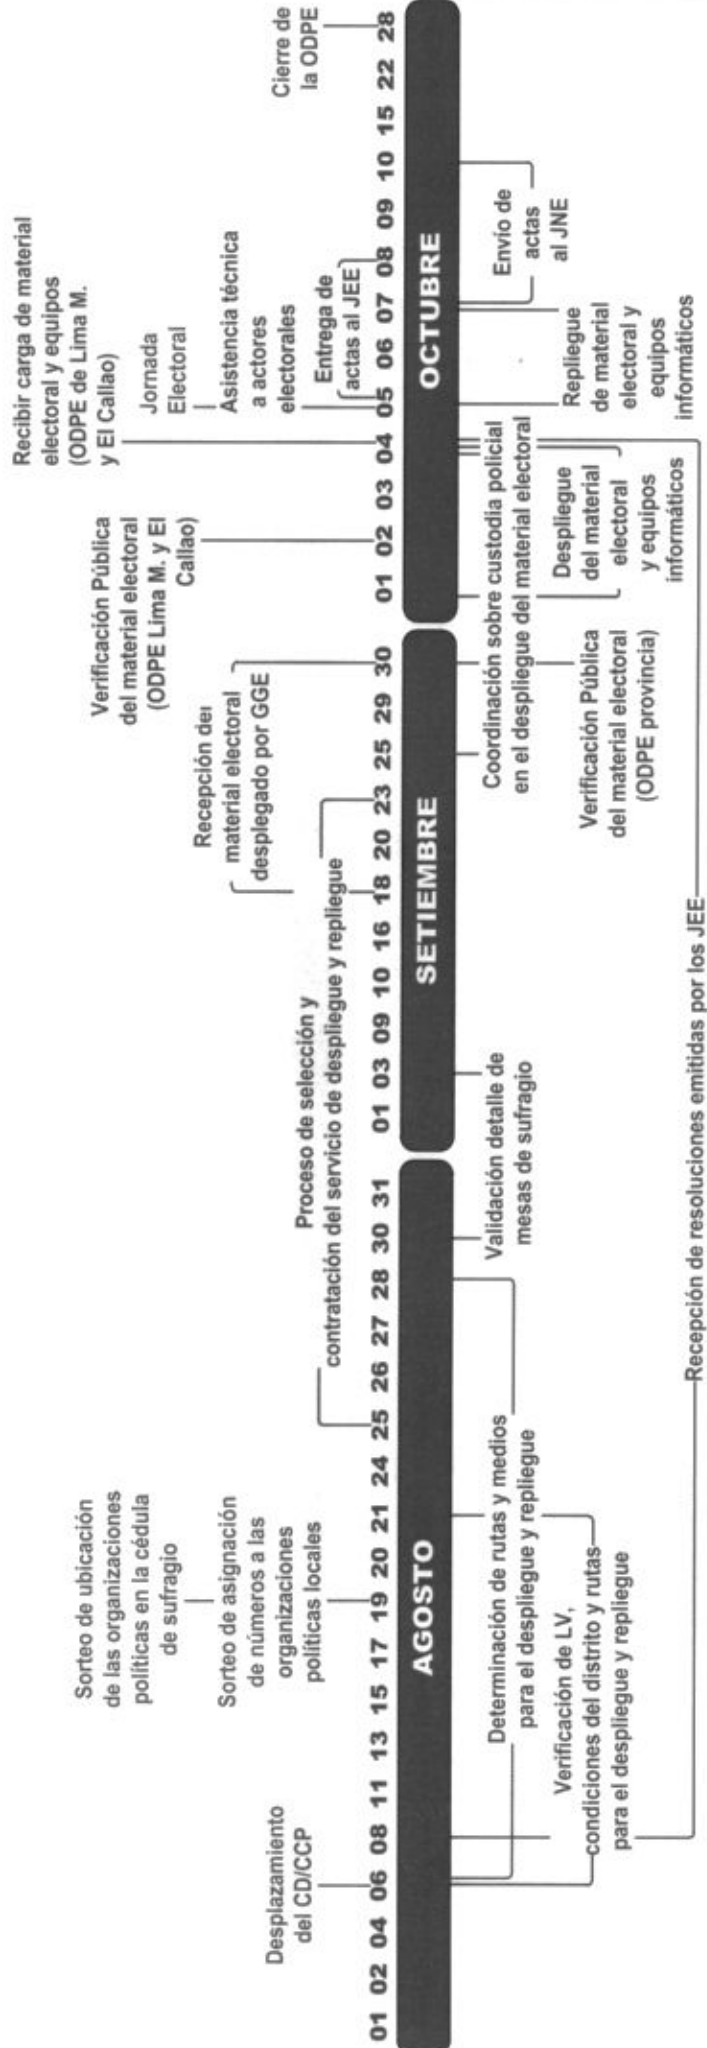 Recibir carga de material
electoral y equipos
(ODPE de Lima M.
y El Callao)
Verificación Pública
del material electoral
(ODPE Lima M. y El
Callao)
Sorteo de ubicación
de las organizaciones
políticas en la cédula
de sufragio
Jornada
Electoral
Recepción del
material electoral
desplegado por GGE
Sorteo de asignación
de números a las
organizaciones
políticas locales
Asistencia técnica
a actores
electorales
Desplazamiento
del CD/CCP
Cierre de
la ODPE
Proceso de selección y
contratación del servicio de despliegue y repliegue
Entrega de
actas al JEE
01 02 04 06 08 11 13 15 17 19 20 21 24 25 26 27 28 30 31
01 03 09 10 16 18 20 23 25 29 30
01 02 03 04 05 06 07 08 09 10 15 22 28
AGOSTO
SETIEMBRE
OCTUBRE
Determinación de rutas y medios
para el despliegue y repliegue
Validación detalle de
mesas de sufragio
Coordinación sobre custodia policial
en el despliegue del material electoral
Envío de
actas
al JNE
Verificación de LV,
condiciones del distrito y rutas
para el despliegue y repliegue
Verificación Pública
del material electoral
(ODPE provincia)
Despliegue
del material
electoral
y equipos
informáticos
Repliegue
de material
electoral y
equipos
informáticos
Recepción de resoluciones emitidas por los JEE